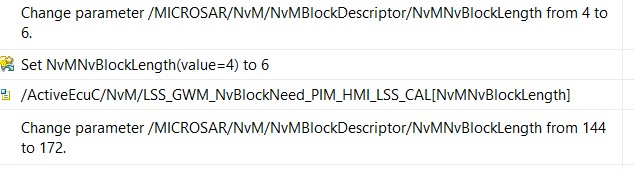 Change parameter /MICROSAR/NvM/NvMBlockDescriptor/NvMNvBlockLength from 4 to
6.
Set NvMNvBlockLength(value=4) to 6
/ActiveEcuC/NvM/LSS_GWM_NvBlockNeed_PIM_HMI_LSS_CAL[NvMNvBlockLength]
Change parameter /MICROSAR/NvM/NvMBlockDescriptor/NvMNvBlockLength from 144
to 172.